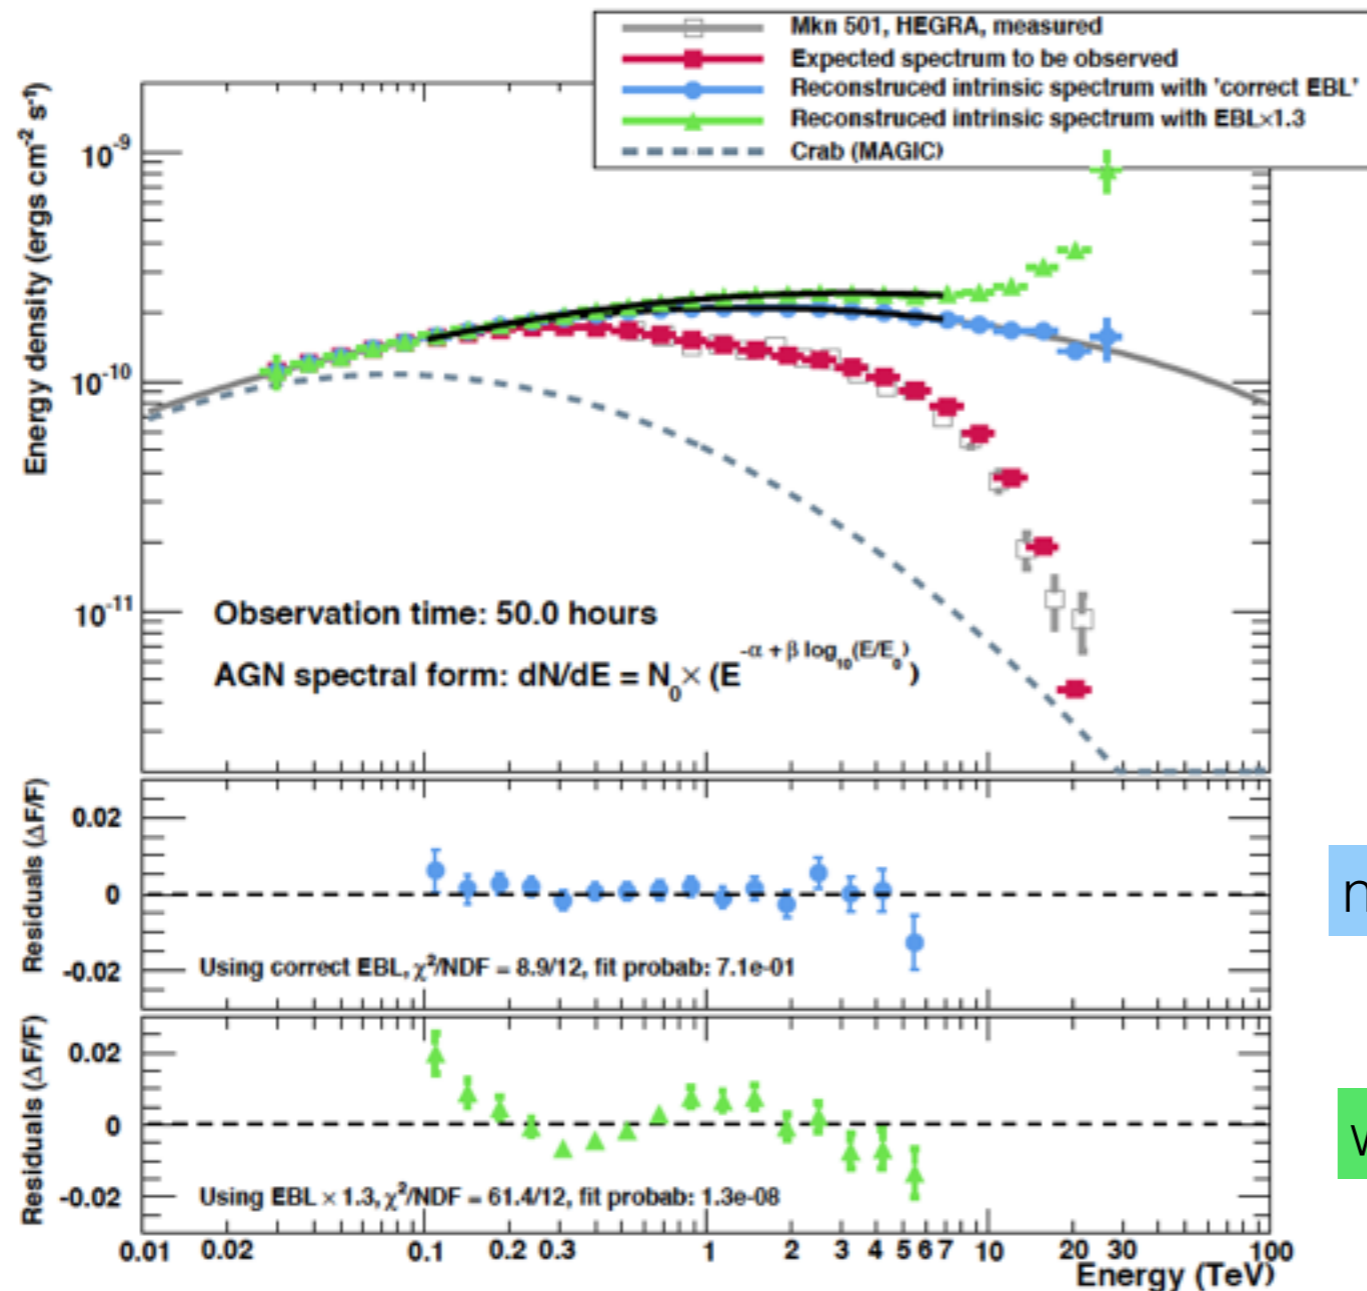 Mkn 501, HEGRA, measured
Expected spectrum to be observed
Reconstruced intrinsic spectrum with 'correct EBL'
Reconstruced intrinsic spectrum with EBL×1.3
Crab (MAGIC)
Energy density (ergs cm⁻² s⁻¹)
10⁻⁹
10⁻¹⁰
10⁻¹¹
Observation time: 50.0 hours
AGN spectral form: dN/dE = N₀× (E^-α + β log₁₀(E/E₀))
Residuals (ΔF/F)
0.02
0
-0.02
Using correct EBL, χ²/NDF = 8.9/12, fit probab: 7.1e-01
n
Residuals (ΔF/F)
0.02
0
-0.02
Using EBL × 1.3, χ²/NDF = 61.4/12, fit probab: 1.3e-08
0.01 0.02 0.1 0.2 0.3 1 2 3 4 5 6 7 10 20 30 100
Energy (TeV)